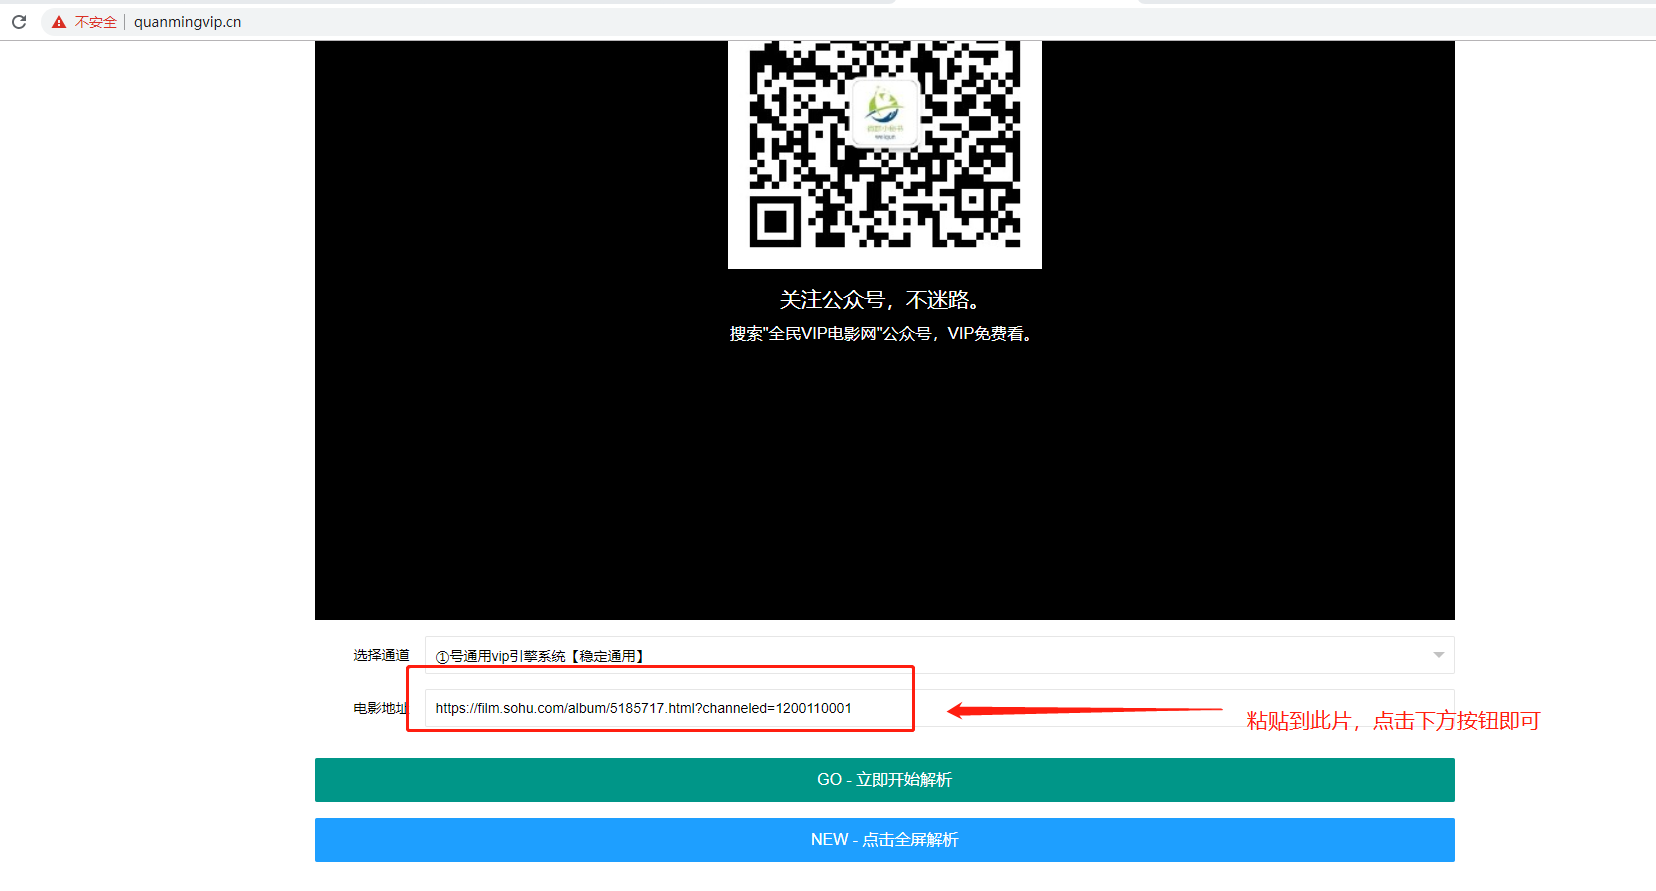 不安全 quanmingvip.cn
关注公众号，不迷路。
搜索"全民VIP电影网"公众号，VIP免费看。
选择通道 ①号通用vip引擎系统【稳定通用】
电影地址 https://film.sohu.com/album/5185717.html?channeled=1200110001
粘贴到此片，点击下方按钮即可
GO - 立即开始解析
NEW - 点击全屏解析